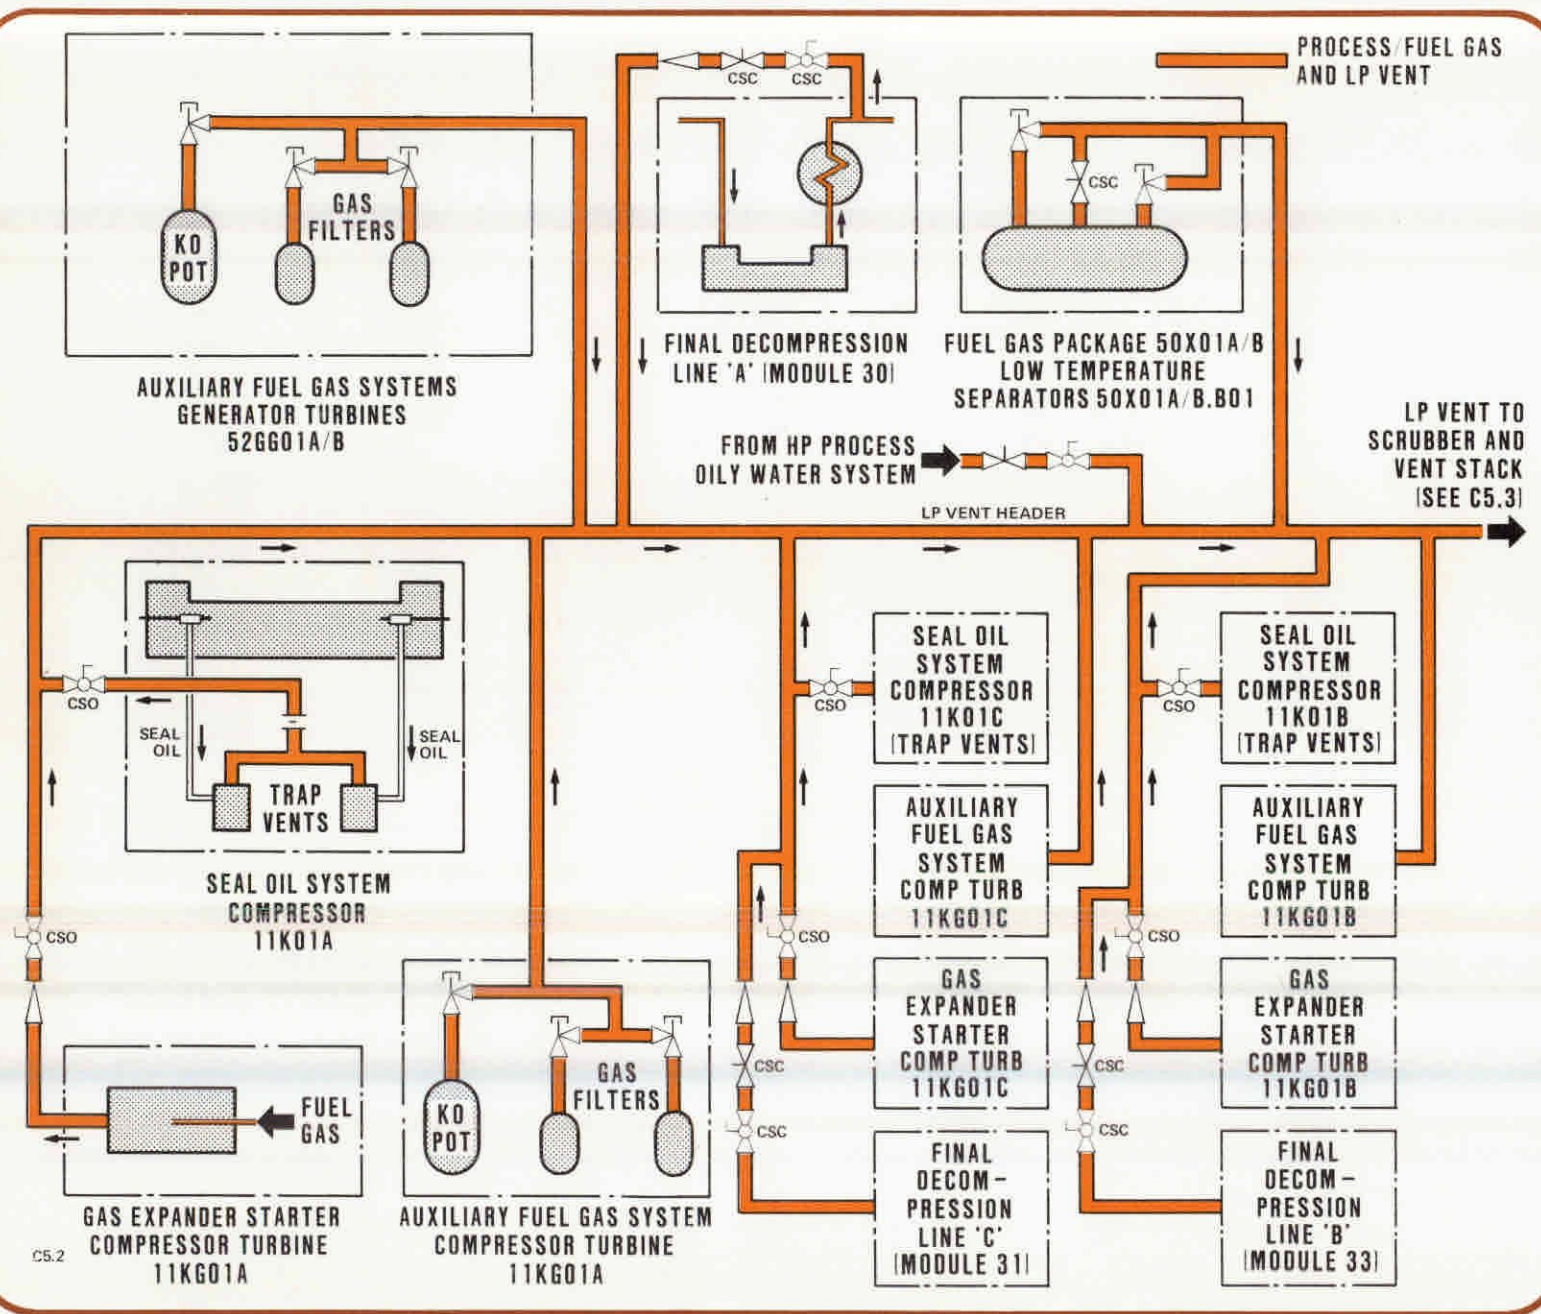 PROCESS/FUEL GAS
AND LP VENT
CSC
CSC
KO
POT
GAS
FILTERS
CSC
AUXILIARY FUEL GAS SYSTEMS
GENERATOR TURBINES
52GG01A/B
FINAL DECOMPRESSION
LINE 'A' (MODULE 30)
FUEL GAS PACKAGE 50X01A/B
LOW TEMPERATURE
SEPARATORS 50X01A/B.B01
LP VENT TO
SCRUBBER AND
VENT STACK
(SEE C5.3)
FROM HP PROCESS
OILY WATER SYSTEM
LP VENT HEADER
CSO
SEAL
OIL
SEAL
OIL
TRAP
VENTS
SEAL OIL SYSTEM
COMPRESSOR
11K01A
CSO
FUEL
GAS
GAS EXPANDER STARTER
COMPRESSOR TURBINE
11KG01A
KO
POT
GAS
FILTERS
AUXILIARY FUEL GAS SYSTEM
COMPRESSOR TURBINE
11KG01A
CSO
SEAL OIL
SYSTEM
COMPRESSOR
11K01C
(TRAP VENTS)
AUXILIARY
FUEL GAS
SYSTEM
COMP TURB
11KG01C
CSO
GAS
EXPANDER
STARTER
COMP TURB
11KG01C
CSC
CSC
FINAL
DECOM-
PRESSION
LINE 'C'
(MODULE 31)
CSO
SEAL OIL
SYSTEM
COMPRESSOR
11K01B
(TRAP VENTS)
AUXILIARY
FUEL GAS
SYSTEM
COMP TURB
11KG01B
CSO
GAS
EXPANDER
STARTER
COMP TURB
11KG01B
CSC
CSC
FINAL
DECOM-
PRESSION
LINE 'B'
(MODULE 33)
C5.2